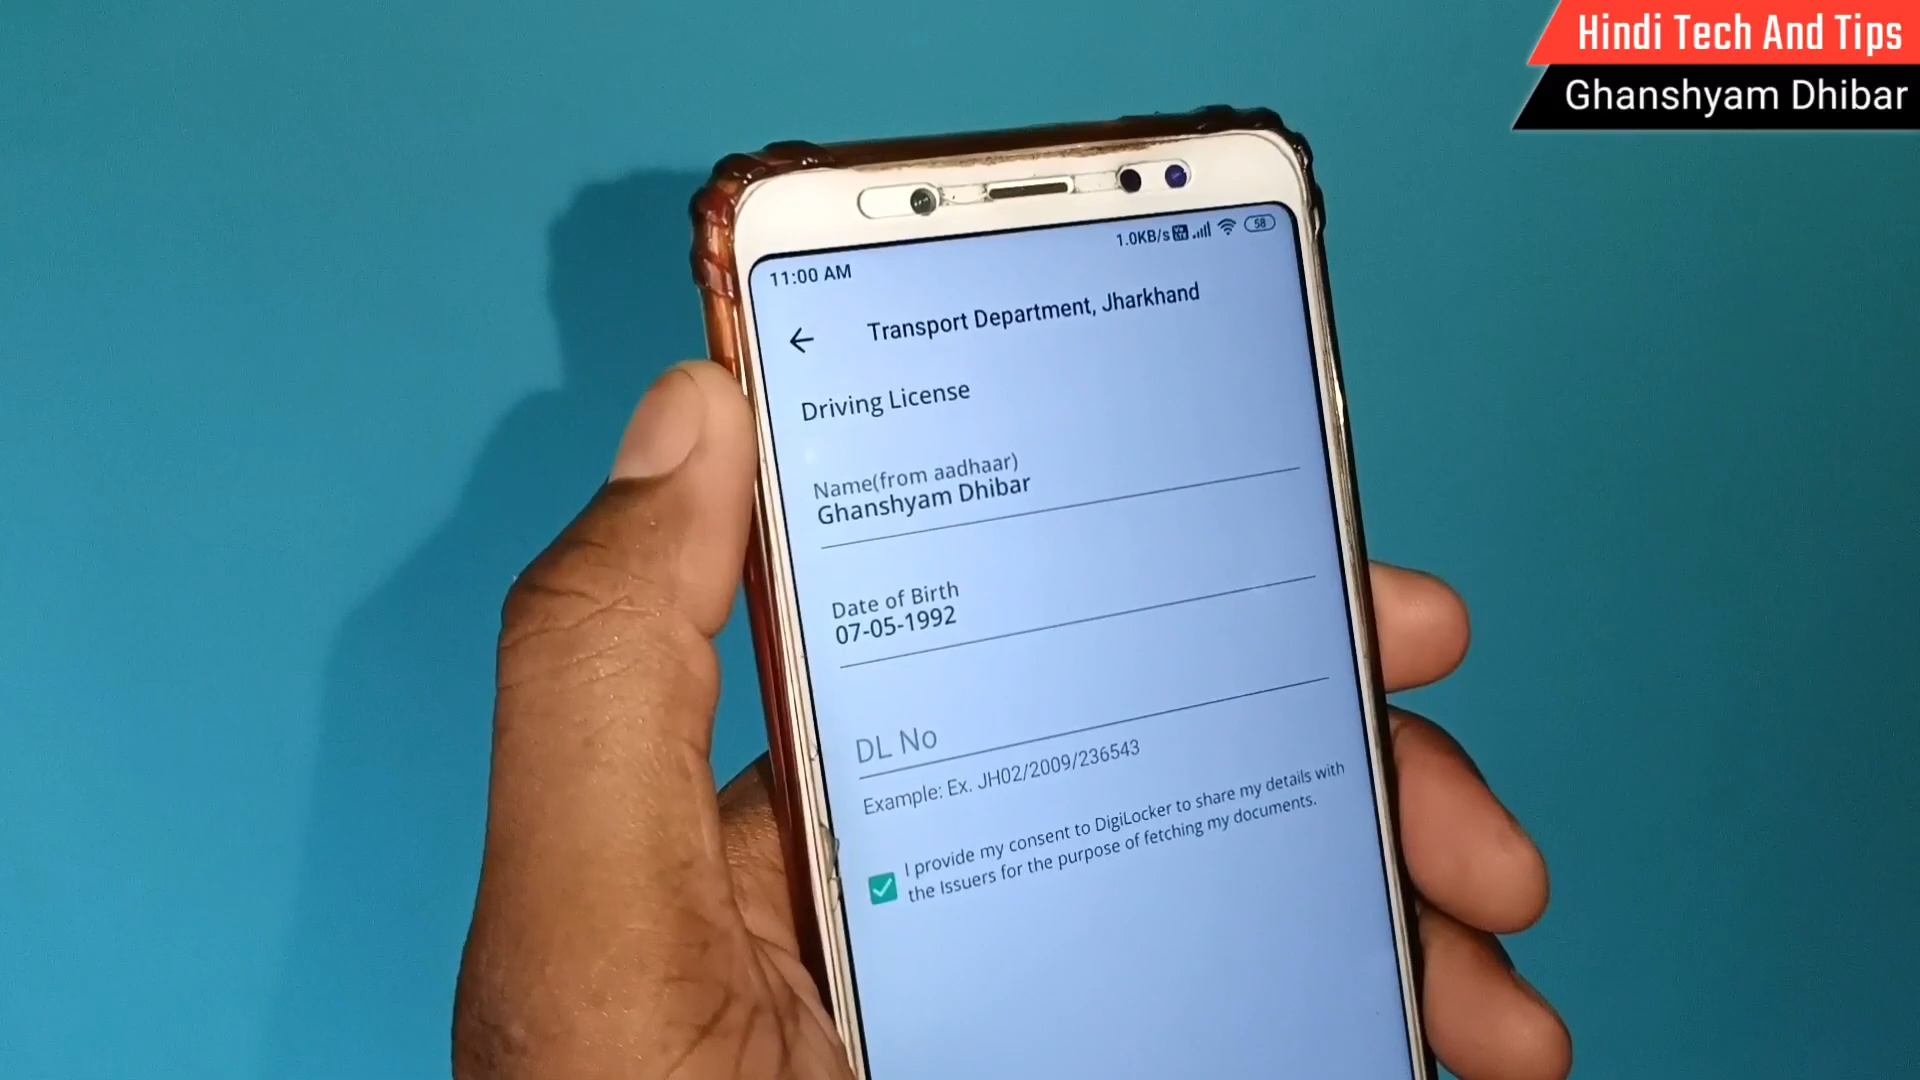 Hindi Tech And Tips
Ghanshyam Dhibar
11:00 AM
1.0KB/s
58
Transport Department, Jharkhand
Driving License
Name(from aadhaar)
Ghanshyam Dhibar
Date of Birth
07-05-1992
DL No
Example: Ex. JH02/2009/236543
I provide my consent to DigiLocker to share my details with
the Issuers for the purpose of fetching my documents.